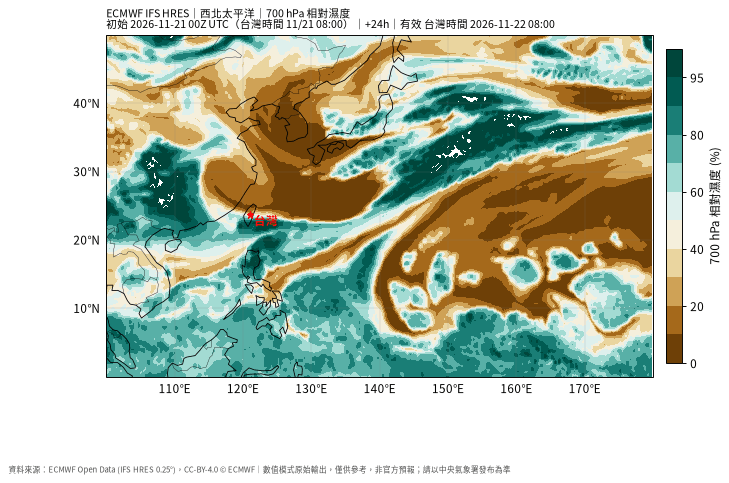 ECMWF IFS HRES｜西北太平洋｜700 hPa 相對濕度
初始 2026-11-21 00Z UTC（台灣時間 11/21 08:00）｜+24h｜有效 台灣時間 2026-11-22 08:00
40°N
30°N
20°N
10°N
110°E
120°E
130°E
140°E
150°E
160°E
170°E
台灣
95
80
60
40
20
0
700 hPa 相對濕度 (%)
資料來源：ECMWF Open Data (IFS HRES 0.25°)，CC-BY-4.0 © ECMWF｜數值模式原始輸出，僅供參考，非官方預報；請以中央氣象署發布為準